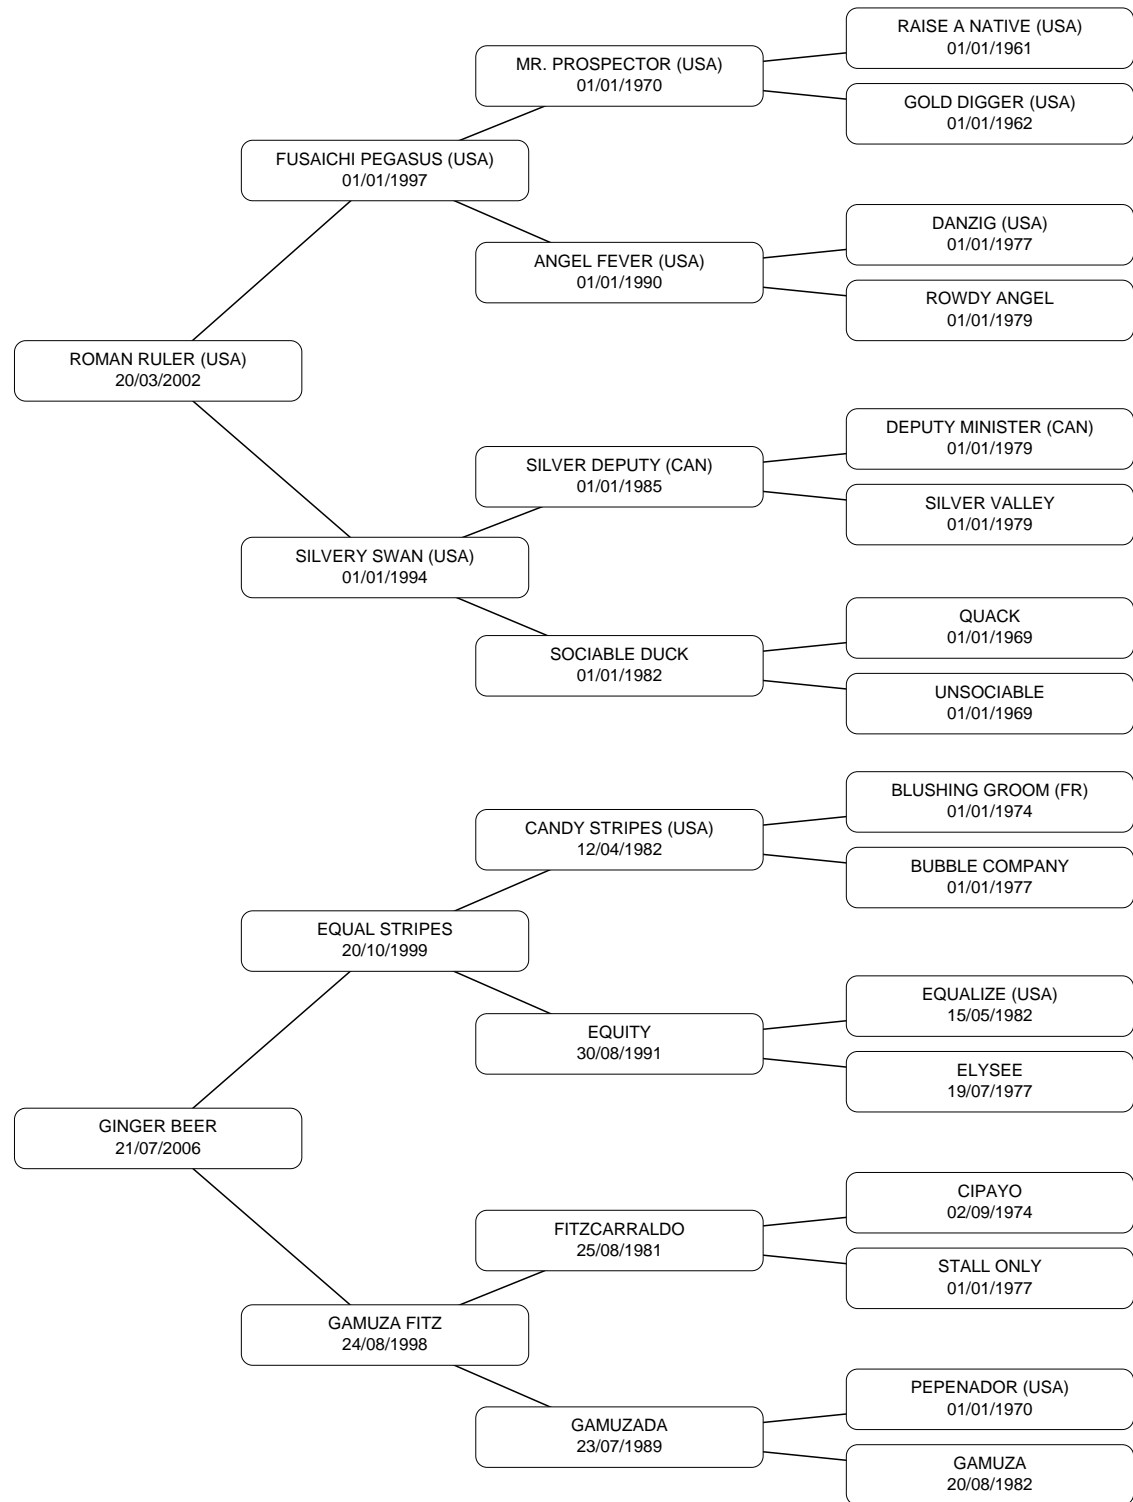 RAISE A NATIVE (USA)
01/01/1961
MR. PROSPECTOR (USA)
01/01/1970
GOLD DIGGER (USA)
01/01/1962
FUSAICHI PEGASUS (USA)
01/01/1997
DANZIG (USA)
01/01/1977
ANGEL FEVER (USA)
01/01/1990
ROWDY ANGEL
01/01/1979
ROMAN RULER (USA)
20/03/2002
DEPUTY MINISTER (CAN)
01/01/1979
SILVER DEPUTY (CAN)
01/01/1985
SILVER VALLEY
01/01/1979
SILVERY SWAN (USA)
01/01/1994
QUACK
01/01/1969
SOCIABLE DUCK
01/01/1982
UNSOCIABLE
01/01/1969
BLUSHING GROOM (FR)
01/01/1974
CANDY STRIPES (USA)
12/04/1982
BUBBLE COMPANY
01/01/1977
EQUAL STRIPES
20/10/1999
EQUALIZE (USA)
15/05/1982
EQUITY
30/08/1991
ELYSEE
19/07/1977
GINGER BEER
21/07/2006
CIPAYO
02/09/1974
FITZCARRALDO
25/08/1981
STALL ONLY
01/01/1977
GAMUZA FITZ
24/08/1998
PEPENADOR (USA)
01/01/1970
GAMUZADA
23/07/1989
GAMUZA
20/08/1982